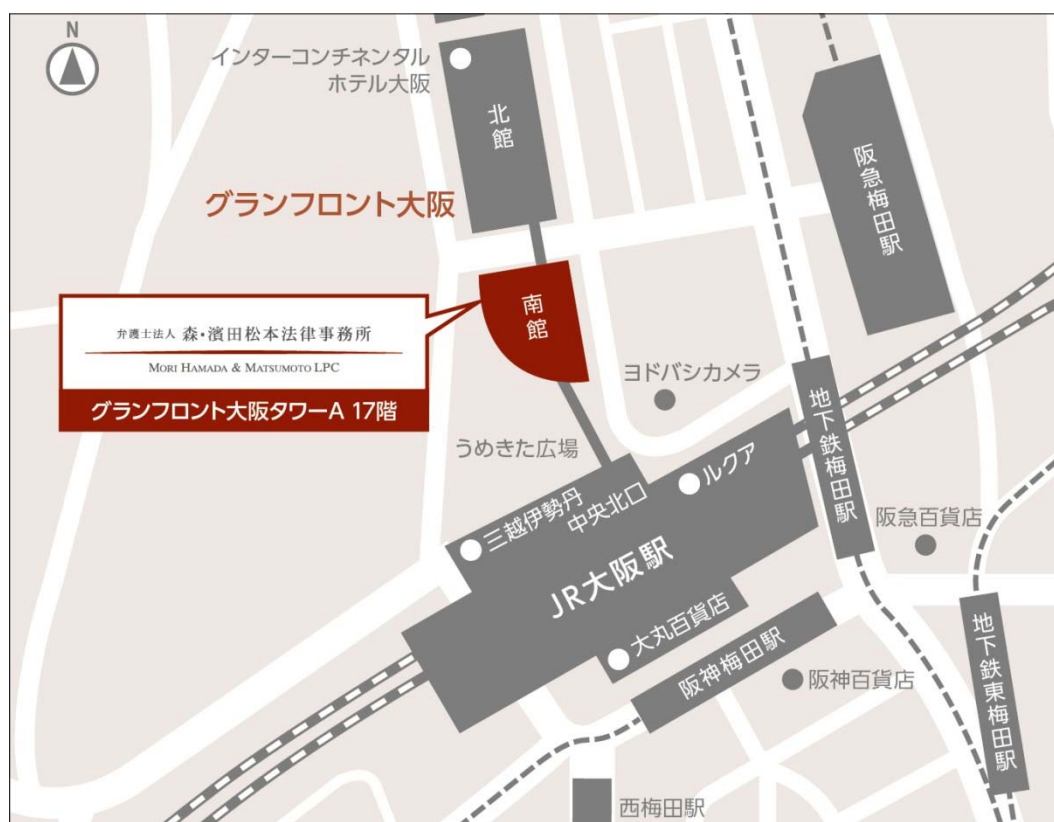 N
インターコンチネンタル
ホテル大阪
北館
阪急梅田駅
グランフロント大阪
南館
弁護士法人 森・濱田松本法律事務所
MORI HAMADA & MATSUMOTO LPC
グランフロント大阪タワーA 17階
ヨドバシカメラ
うめきた広場
地下鉄梅田駅
ルクア
中央北口
三越伊勢丹
阪急百貨店
JR大阪駅
大丸百貨店
阪神梅田駅
阪神百貨店
地下鉄東梅田駅
西梅田駅